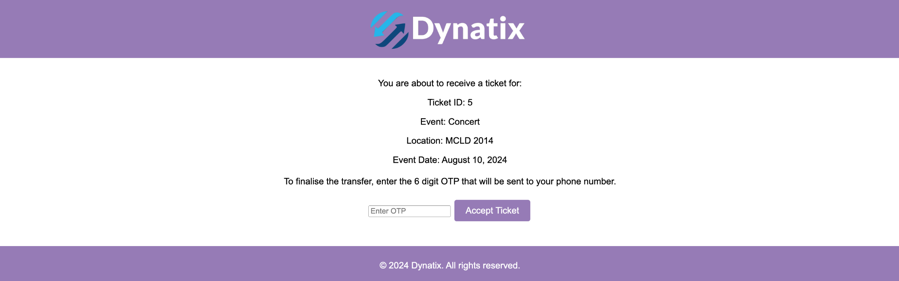 Dynatix
You are about to receive a ticket for:
Ticket ID: 5
Event: Concert
Location: MCLD 2014
Event Date: August 10, 2024
To finalise the transfer, enter the 6 digit OTP that will be sent to your phone number.
Enter OTP Accept Ticket
© 2024 Dynatix. All rights reserved.